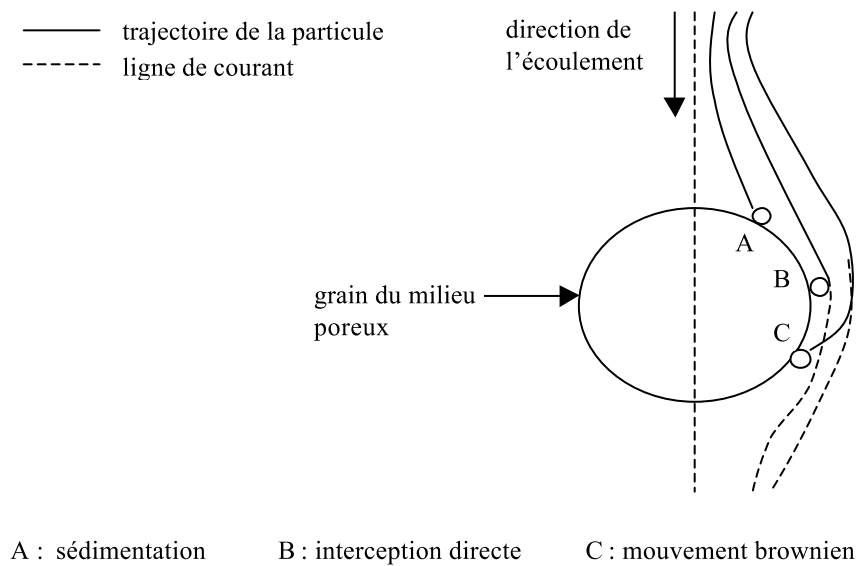 trajectoire de la particule
ligne de courant
direction de
l’écoulement
A
B
grain du milieu
poreux
C
A : sédimentation
B : interception directe
C : mouvement brownien